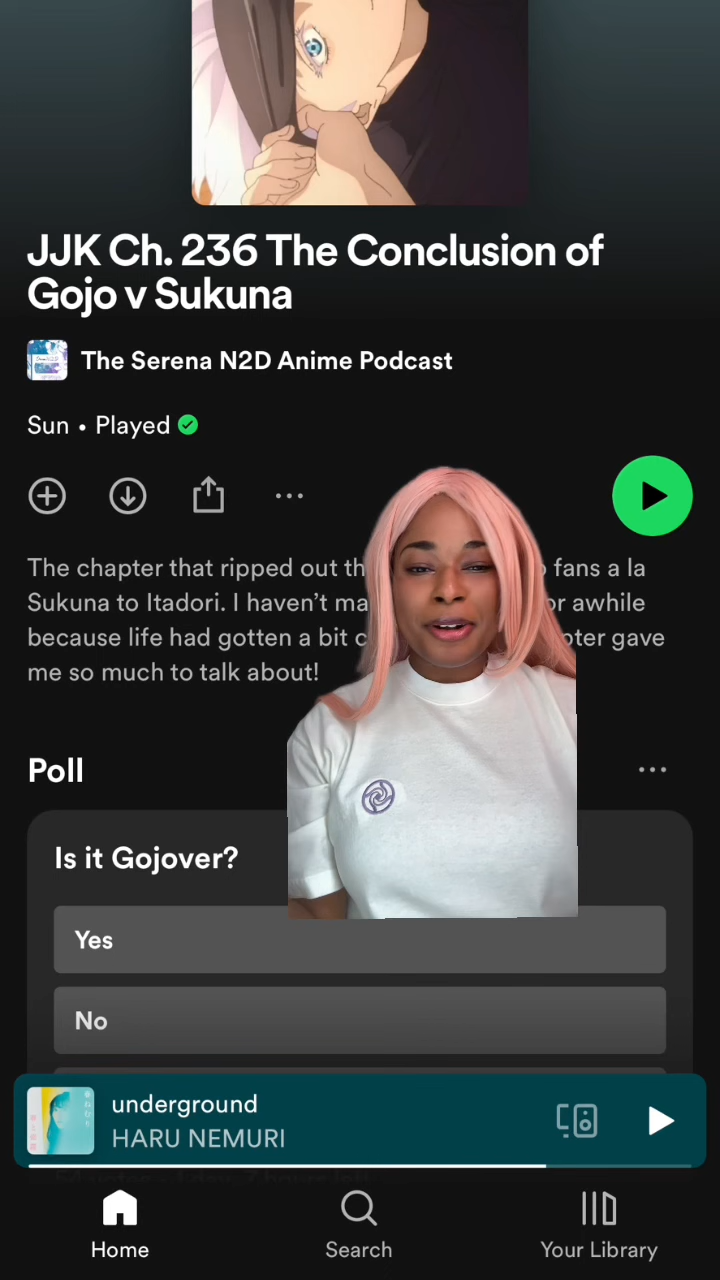 JJK Ch. 236 The Conclusion of
Gojo v Sukuna
The Serena N2D Anime Podcast
Sun • Played
The chapter that ripped out th fans a la
Sukuna to Itadori. I haven't ma or awhile
because life had gotten a bit c pter gave
me so much to talk about!
Poll
Is it Gojover?
Yes
No
underground
HARU NEMURI
Home
Search
Your Library